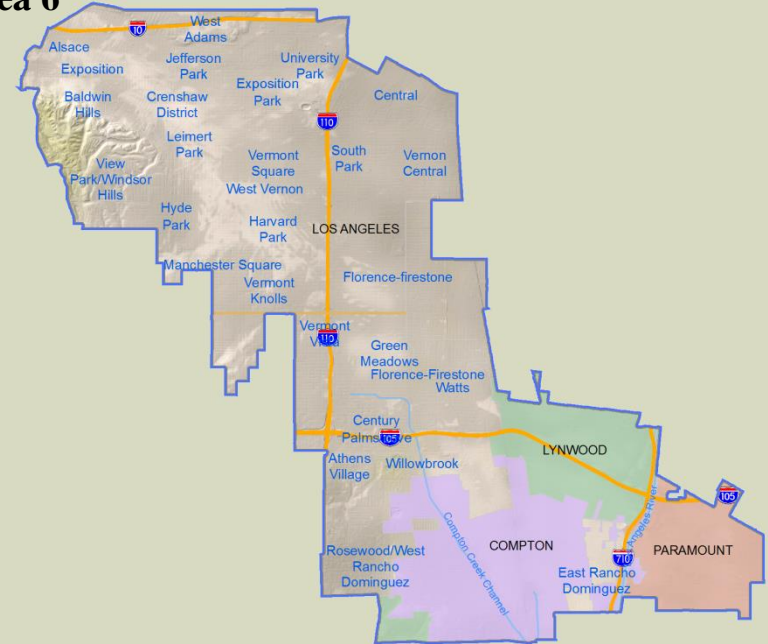 ea 6
10
West
Adams
Alsace
Exposition
Jefferson
Park
University
Park
Exposition
Park
Baldwin
Hills
Crenshaw
District
Central
110
Leimert
Park
View
Park/Windsor
Hills
Vermont
Square
South
Park
Vernon
Central
West Vernon
Hyde
Park
Harvard
Park
LOS ANGELES
Manchester Square
Vermont
Knolls
Florence-firestone
Vermont
110
Green
Meadows
Florence-Firestone
Watts
Century
105
Athens
Village
Willowbrook
LYNWOOD
105
Compton Creek Channel
Angeles River
COMPTON
PARAMOUNT
710
Rosewood/West
Rancho
Dominguez
East Rancho
Dominguez